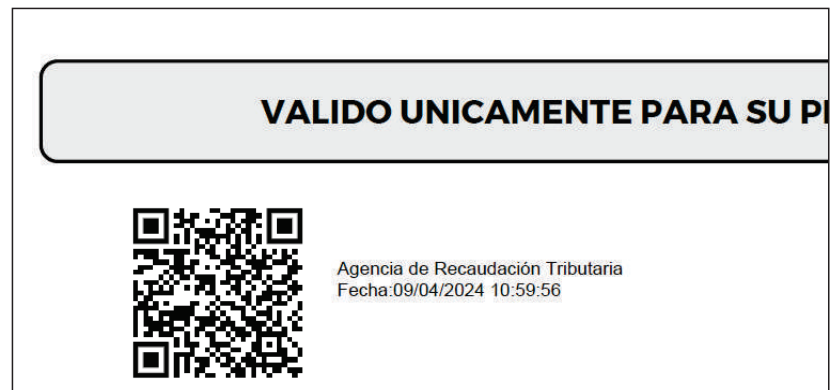 VALIDO UNICAMENTE PARA SU
Agencia de Recaudación Tributaria
Fecha:09/04/2024 10:59:56